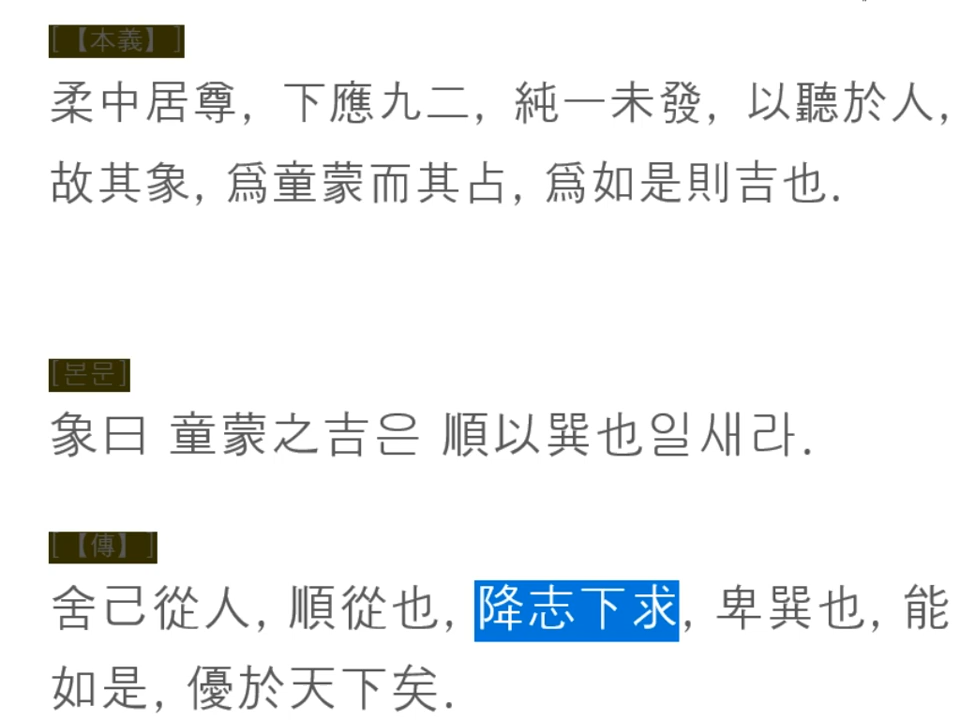 [【本義】]
柔中居尊, 下應九二, 純一未發, 以聽於人,
故其象, 爲童蒙而其占, 爲如是則吉也.
[본문]
象曰 童蒙之吉은 順以巽也일새라.
[【傳】]
舍己從人, 順從也, 降志下求, 卑巽也, 能
如是, 優於天下矣.